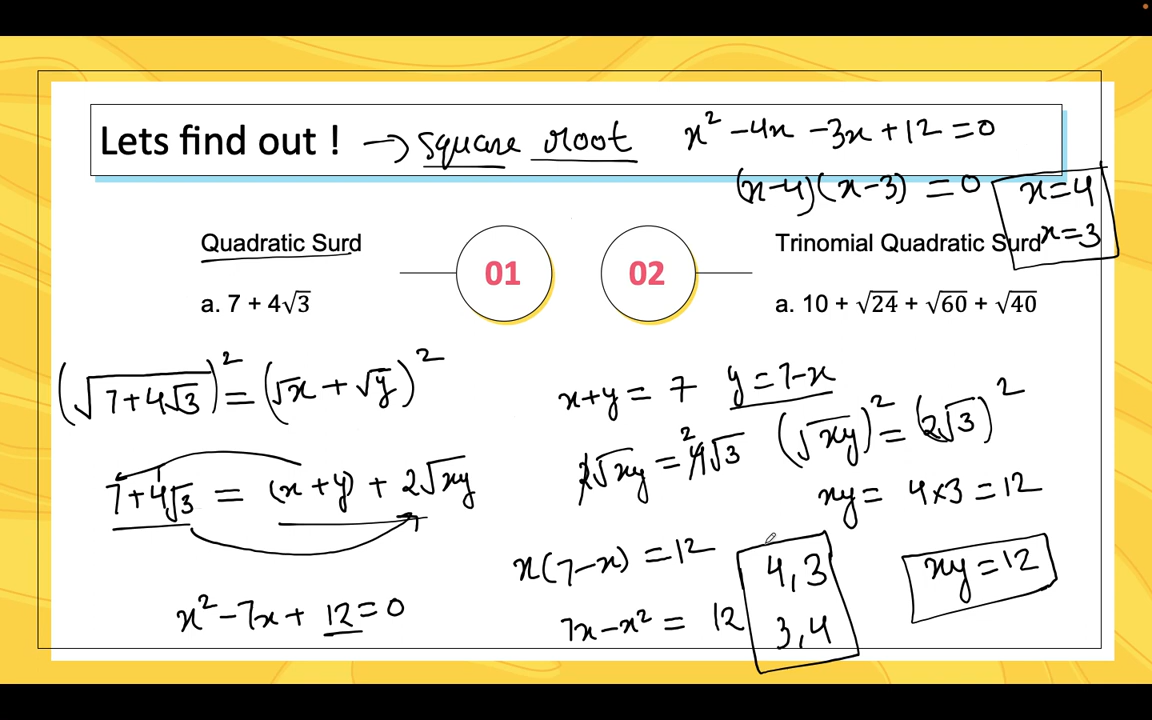 Lets find out ! → square root
x² - 4x - 3x + 12 = 0
(x-4)(x-3) = 0
x=4
x=3
Quadratic Surd
01
02
Trinomial Quadratic Surd
a. 7 + 4√3
a. 10 + √24 + √60 + √40
(√7+4√3)² = (√x + √y)²
7+4√3 = (x+y) + 2√xy
x² - 7x + 12 = 0
x+y = 7 y = 7-x
2√xy = 4√3 2 (√xy)² = (2√3)²
xy = 4×3 = 12
x(7-x) = 12
7x - x² = 12
4,3
3,4
xy = 12